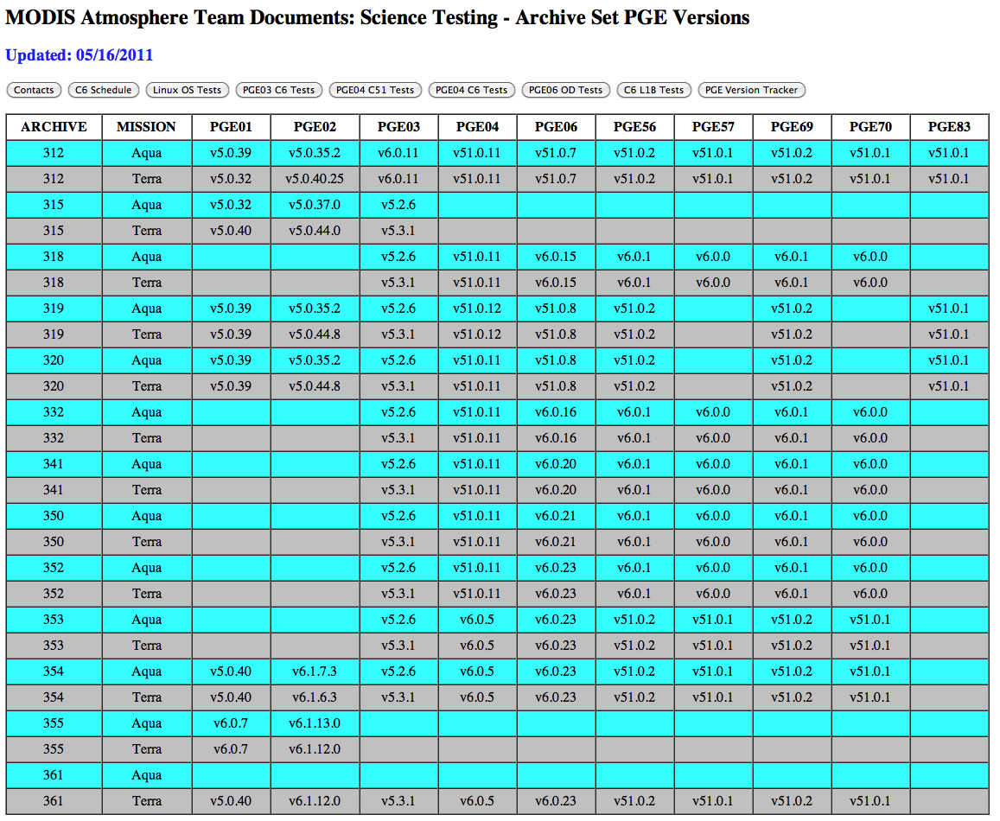 MODIS Atmosphere Team Documents: Science Testing - Archive Set PGE Versions
Updated: 05/16/2011
Contacts C6 Schedule Linux OS Tests PGE03 C6 Tests PGE04 C51 Tests PGE04 C6 Tests PGE06 OD Tests C6 L1B Tests PGE Version Tracker
ARCHIVE MISSION PGE01 PGE02 PGE03 PGE04 PGE06 PGE56 PGE57 PGE69 PGE70 PGE83
312 Aqua v5.0.39 v5.0.35.2 v6.0.11 v51.0.11 v51.0.7 v51.0.2 v51.0.1 v51.0.2 v51.0.1 v51.0.1
312 Terra v5.0.32 v5.0.40.25 v6.0.11 v51.0.11 v51.0.7 v51.0.2 v51.0.1 v51.0.2 v51.0.1 v51.0.1
315 Aqua v5.0.32 v5.0.37.0 v5.2.6
315 Terra v5.0.40 v5.0.44.0 v5.3.1
318 Aqua v5.2.6 v51.0.11 v6.0.15 v6.0.1 v6.0.0 v6.0.1 v6.0.0
318 Terra v5.3.1 v51.0.11 v6.0.15 v6.0.1 v6.0.0 v6.0.1 v6.0.0
319 Aqua v5.0.39 v5.0.35.2 v5.2.6 v51.0.12 v51.0.8 v51.0.2 v51.0.2 v51.0.1
319 Terra v5.0.39 v5.0.44.8 v5.3.1 v51.0.12 v51.0.8 v51.0.2 v51.0.2 v51.0.1
320 Aqua v5.0.39 v5.0.35.2 v5.2.6 v51.0.11 v51.0.8 v51.0.2 v51.0.2 v51.0.1
320 Terra v5.0.39 v5.0.44.8 v5.3.1 v51.0.11 v51.0.8 v51.0.2 v51.0.2 v51.0.1
332 Aqua v5.2.6 v51.0.11 v6.0.16 v6.0.1 v6.0.0 v6.0.1 v6.0.0
332 Terra v5.3.1 v51.0.11 v6.0.16 v6.0.1 v6.0.0 v6.0.1 v6.0.0
341 Aqua v5.2.6 v51.0.11 v6.0.20 v6.0.1 v6.0.0 v6.0.1 v6.0.0
341 Terra v5.3.1 v51.0.11 v6.0.20 v6.0.1 v6.0.0 v6.0.1 v6.0.0
350 Aqua v5.2.6 v51.0.11 v6.0.21 v6.0.1 v6.0.0 v6.0.1 v6.0.0
350 Terra v5.3.1 v51.0.11 v6.0.21 v6.0.1 v6.0.0 v6.0.1 v6.0.0
352 Aqua v5.2.6 v51.0.11 v6.0.23 v6.0.1 v6.0.0 v6.0.1 v6.0.0
352 Terra v5.3.1 v51.0.11 v6.0.23 v6.0.1 v6.0.0 v6.0.1 v6.0.0
353 Aqua v5.2.6 v6.0.5 v6.0.23 v51.0.2 v51.0.1 v51.0.2 v51.0.1
353 Terra v5.3.1 v6.0.5 v6.0.23 v51.0.2 v51.0.1 v51.0.2 v51.0.1
354 Aqua v5.0.40 v6.1.7.3 v5.2.6 v6.0.5 v6.0.23 v51.0.2 v51.0.1 v51.0.2 v51.0.1
354 Terra v5.0.40 v6.1.6.3 v5.3.1 v6.0.5 v6.0.23 v51.0.2 v51.0.1 v51.0.2 v51.0.1
355 Aqua v6.0.7 v6.1.13.0
355 Terra v6.0.7 v6.1.12.0
361 Aqua
361 Terra v5.0.40 v6.1.12.0 v5.3.1 v6.0.5 v6.0.23 v51.0.2 v51.0.1 v51.0.2 v51.0.1